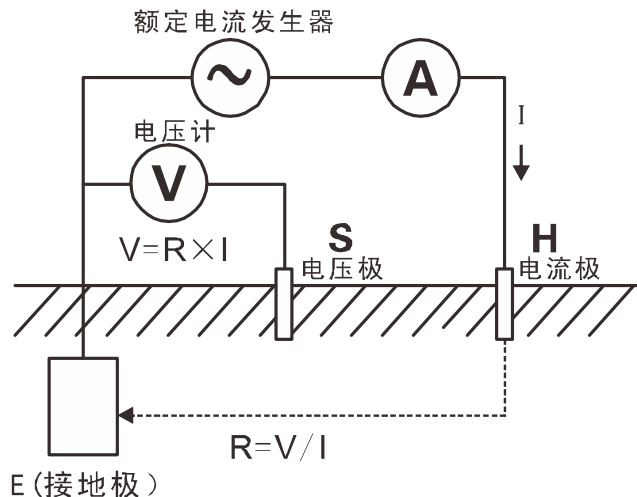 额定电流发生器
~
A
I
电压计
V
V=R×I
S
电压极
H
电流极
R=V/I
E(接地极)